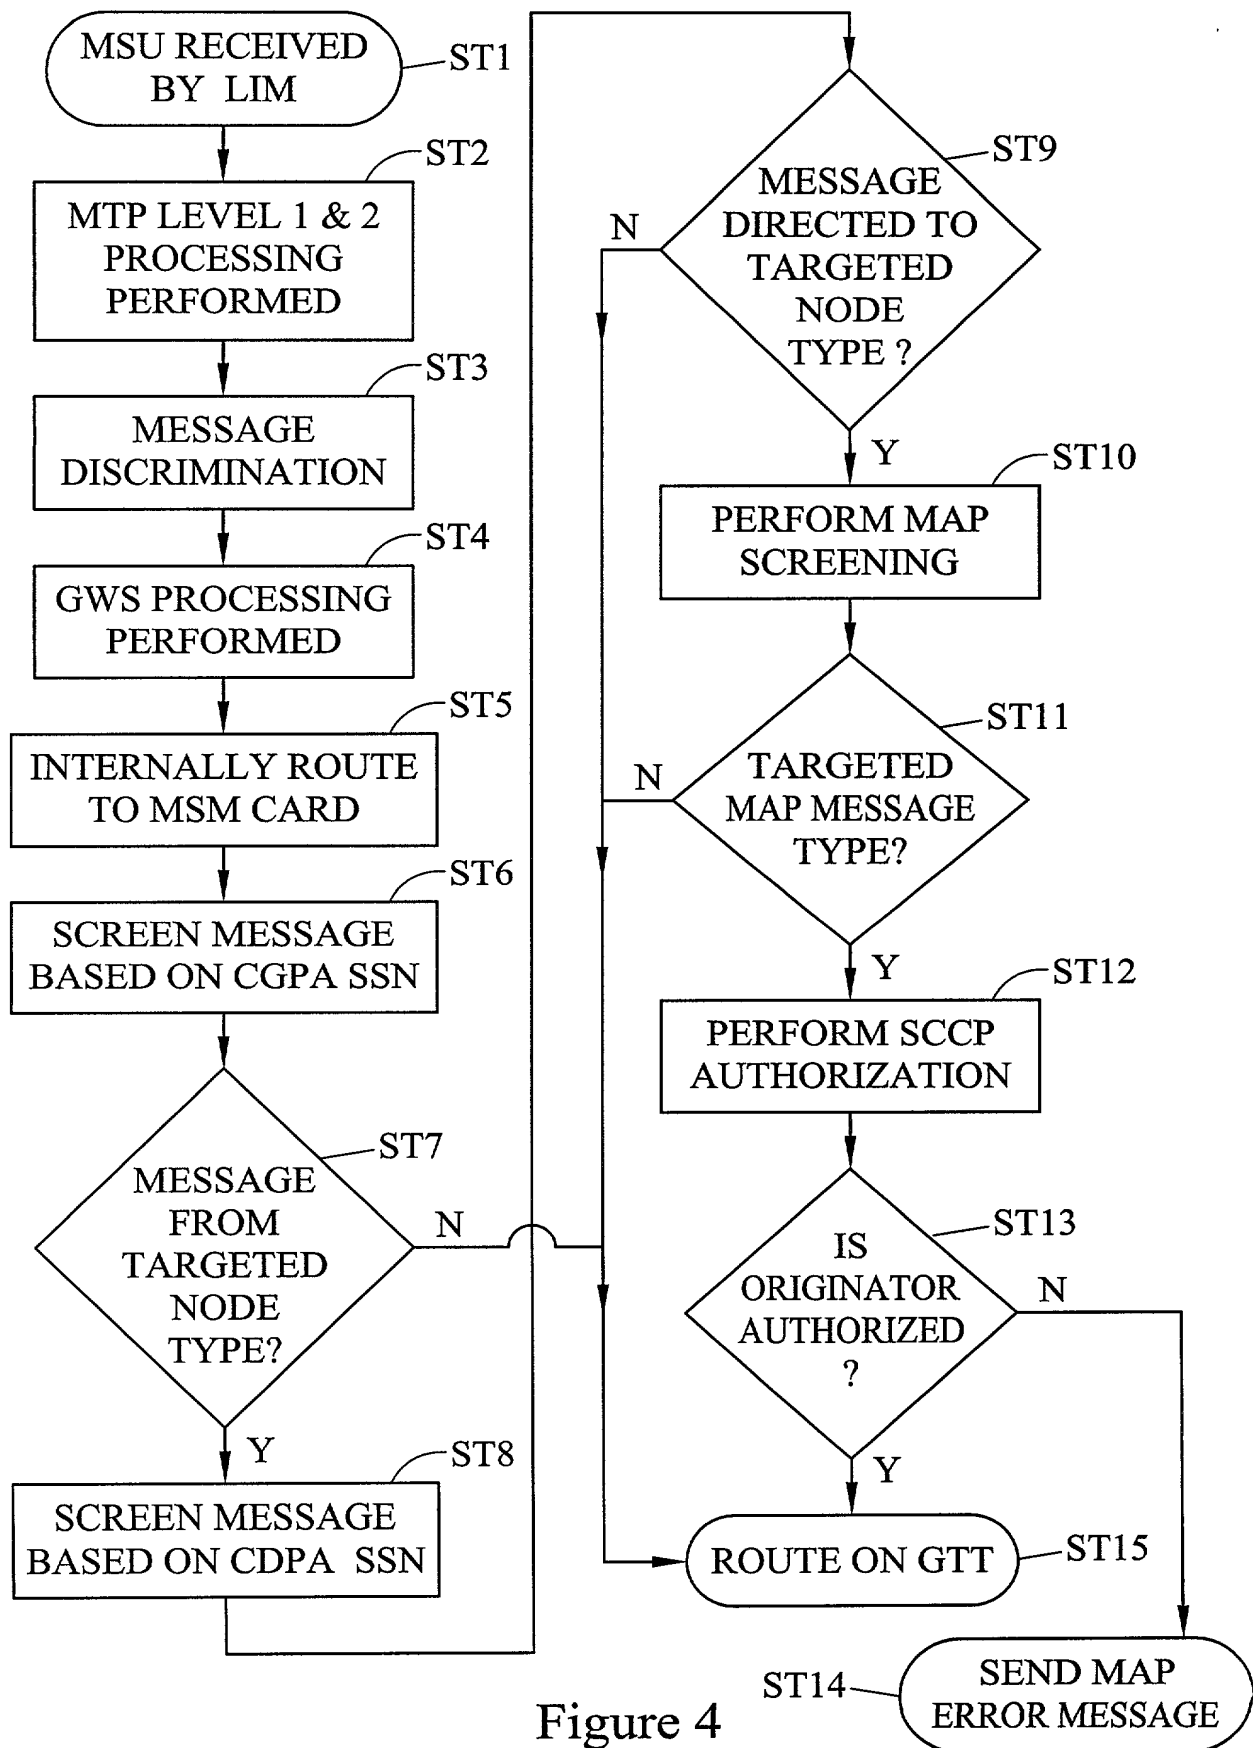 MSU RECEIVED
BY LIM
ST1
ST2
MTP LEVEL 1 & 2
PROCESSING
PERFORMED
ST3
MESSAGE
DISCRIMINATION
ST4
GWS PROCESSING
PERFORMED
ST5
INTERNALLY ROUTE
TO MSM CARD
ST6
SCREEN MESSAGE
BASED ON CGPA SSN
ST7
MESSAGE
FROM
TARGETED
NODE
TYPE?
N
Y
ST8
SCREEN MESSAGE
BASED ON CDPA SSN
ST9
MESSAGE
DIRECTED TO
TARGETED
NODE
TYPE ?
N
Y
ST10
PERFORM MAP
SCREENING
ST11
TARGETED
MAP MESSAGE
TYPE?
N
Y
ST12
PERFORM SCCP
AUTHORIZATION
ST13
IS
ORIGINATOR
AUTHORIZED
?
N
Y
ROUTE ON GTT
ST15
ST14
SEND MAP
ERROR MESSAGE
Figure 4